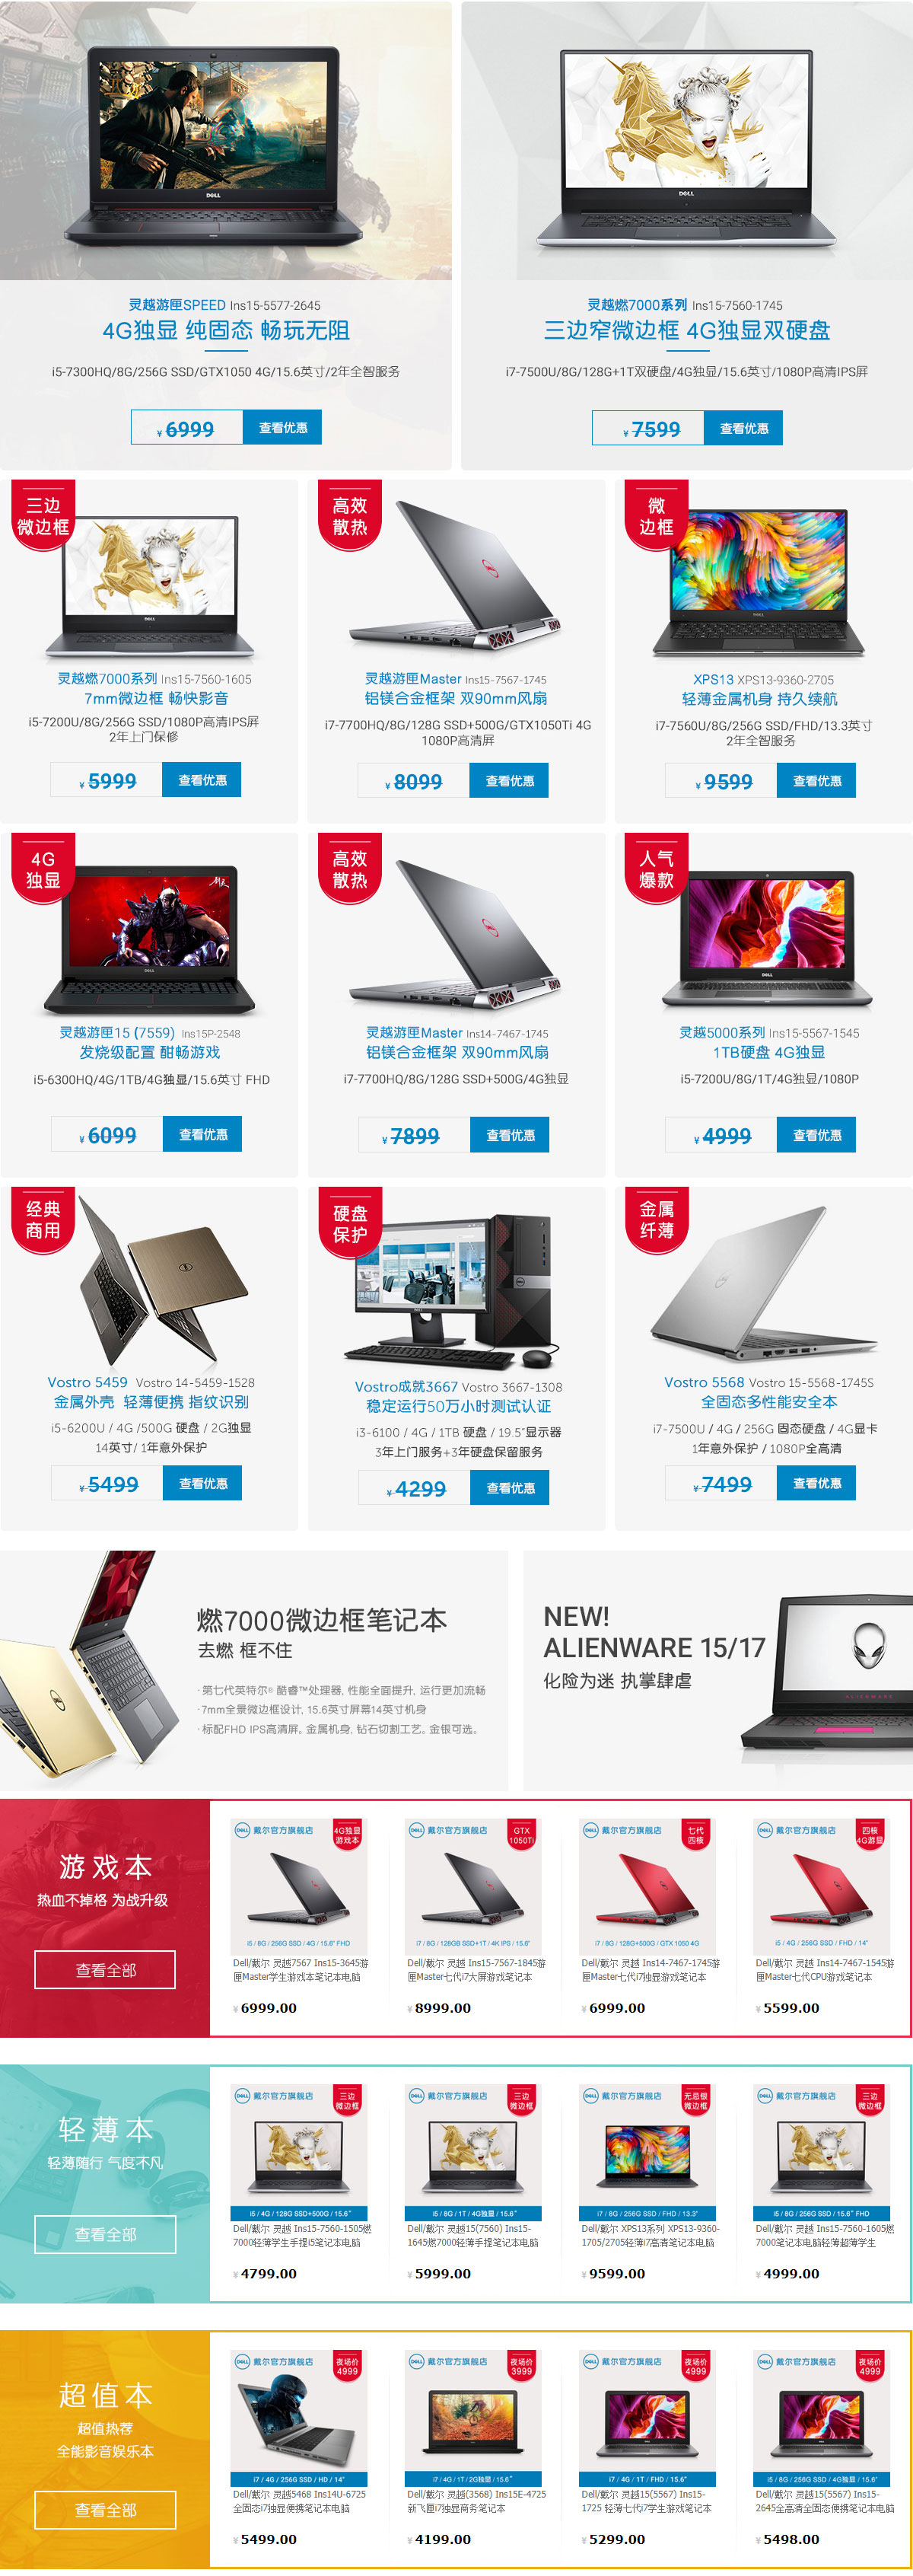 DELL
DELL
灵越游匣SPEED Ins15-5577-2645
4G独显 纯固态 畅玩无阻
i5-7300HQ/8G/256G SSD/GTX1050 4G/15.6英寸/2年全智服务
¥ 6999 查看优惠
灵越燃7000系列 Ins15-7560-1745
三边窄微边框 4G独显双硬盘
i7-7500U/8G/128G+1T双硬盘/4G独显/15.6英寸/1080P高清IPS屏
¥ 7599 查看优惠
三边
微边框
DELL
灵越燃7000系列 Ins15-7560-1605
7mm微边框 畅快影音
i5-7200U/8G/256G SSD/1080P高清IPS屏
2年上门保修
¥ 5999 查看优惠
高效
散热
灵越游匣Master Ins15-7567-1745
铝镁合金框架 双90mm风扇
i7-7700HQ/8G/128G SSD+500G/GTX1050Ti 4G
1080P高清屏
¥ 8099 查看优惠
微
边框
DELL
XPS13 XPS13-9360-2705
轻薄金属机身 持久续航
i7-7560U/8G/256G SSD/FHD/13.3英寸
2年全智服务
¥ 9599 查看优惠
4G
独显
DELL
灵越游匣15 (7559) Ins15P-2548
发烧级配置 酣畅游戏
i5-6300HQ/4G/1TB/4G独显/15.6英寸 FHD
¥ 6099 查看优惠
高效
散热
灵越游匣Master Ins14-7467-1745
铝镁合金框架 双90mm风扇
i7-7700HQ/8G/128G SSD+500G/4G独显
¥ 7899 查看优惠
人气
爆款
DELL
灵越5000系列 Ins15-5567-1545
1TB硬盘 4G独显
i5-7200U/8G/1T/4G独显/1080P
¥ 4999 查看优惠
经典
商用
Vostro 5459 Vostro 14-5459-1528
金属外壳 轻薄便携 指纹识别
i5-6200U / 4G /500G 硬盘 / 2G独显
14英寸/ 1年意外保护
¥ 5499 查看优惠
硬盘
保护
Vostro成就3667 Vostro 3667-1308
稳定运行50万小时测试认证
i3-6100 / 4G / 1TB 硬盘 / 19.5"显示器
3年上门服务+3年硬盘保留服务
¥ 4299 查看优惠
金属
纤薄
Vostro 5568 Vostro 15-5568-1745S
全固态多性能安全本
i7-7500U / 4G / 256G 固态硬盘 / 4G显卡
1年意外保护 / 1080P全高清
¥ 7499 查看优惠
燃7000微边框笔记本
去燃 框不住
· 第七代英特尔® 酷睿™处理器, 性能全面提升, 运行更加流畅
· 7mm全景微边框设计, 15.6英寸屏幕14英寸机身
· 标配FHD IPS高清屏。金属机身, 钻石切割工艺。金银可选。
NEW!
ALIENWARE 15/17
化险为迷 执掌肆虐
ALIENWARE
游戏本
热血不掉格 为战升级
查看全部
DELL 戴尔官方旗舰店
4G独显
游戏本
i5 / 8G / 256G SSD / 4G / 15.6" FHD
Dell/戴尔 灵越7567 Ins15-3645游
匣Master学生游戏本笔记本电脑
¥ 6999.00
DELL 戴尔官方旗舰店
GTX
1050Ti
i7 / 8G / 128GB SSD+1T / 4K IPS / 15.6"
Dell/戴尔 灵越 Ins15-7567-1845游
匣Master七代i7大屏游戏笔记本
¥ 8999.00
DELL 戴尔官方旗舰店
七代
四核
i7 / 8G / 128G+500G / GTX 1050 4G
Dell/戴尔 灵越 Ins14-7467-1745游
匣Master七代i7独显游戏笔记本
¥ 6999.00
DELL 戴尔官方旗舰店
四核
4G游显
i5 / 4G / 256G SSD / FHD / 14"
Dell/戴尔 灵越 Ins14-7467-1545游
匣Master七代CPU游戏笔记本
¥ 5599.00
轻薄本
轻薄随行 气度不凡
查看全部
DELL 戴尔官方旗舰店
三边
微边框
i5 / 4G / 128G SSD+500G / 15.6"
Dell/戴尔 灵越 Ins15-7560-1505燃
7000轻薄学生手提i5笔记本电脑
¥ 4799.00
DELL 戴尔官方旗舰店
三边
微边框
i5 / 8G / 1T / 4G独显 / 15.6"
Dell/戴尔 灵越15(7560) Ins15-
1645燃7000轻薄手提笔记本电脑
¥ 5999.00
DELL 戴尔官方旗舰店
无忌惮
微边框
i7 / 8G / 256G SSD / FHD / 13.3"
Dell/戴尔 XPS13系列 XPS13-9360-
1705/2705轻薄i7高清笔记本电脑
¥ 9599.00
DELL 戴尔官方旗舰店
三边
微边框
i5 / 8G / 256G SSD / 15.6" FHD
Dell/戴尔 灵越 Ins15-7560-1605燃
7000笔记本电脑轻薄超薄学生
¥ 4999.00
超值本
超值热荐
全能影音娱乐本
查看全部
DELL 戴尔官方旗舰店
夜场价
4999
i7 / 4G / 256G SSD / HD / 14"
Dell/戴尔 灵越5468 Ins14U-6725
全固态i7独显便携笔记本电脑
¥ 5499.00
DELL 戴尔官方旗舰店
夜场价
3999
i7 / 4G / 1T / 2G独显 / 15.6"
Dell/戴尔 灵越(3568) Ins15E-4725
新飞匣i7独显商务笔记本
¥ 4199.00
DELL 戴尔官方旗舰店
夜场价
4999
i7 / 4G / 1T / FHD / 15.6"
Dell/戴尔 灵越15(5567) Ins15-
1725 轻薄七代i7学生游戏笔记本
¥ 5299.00
DELL 戴尔官方旗舰店
夜场价
4999
i5 / 8G / 256G SSD / 4G独显 / 15.6"
Dell/戴尔 灵越15(5567) Ins15-
2645全高清全固态便携笔记本电脑
¥ 5498.00